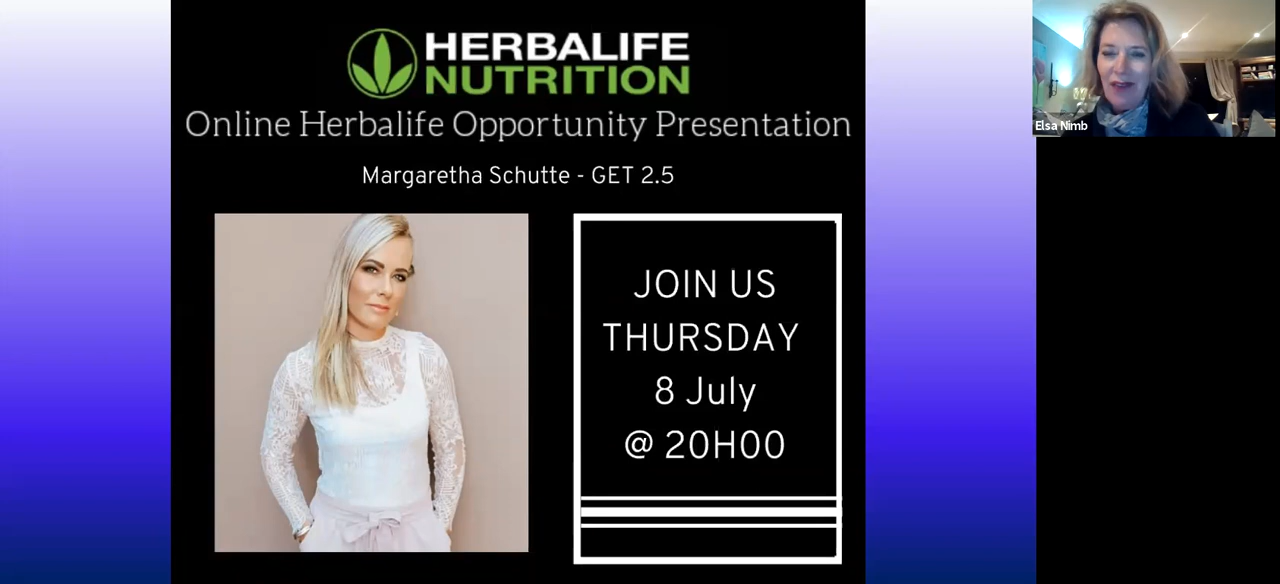 HERBALIFE
NUTRITION
Online Herbalife Opportunity Presentation
Margaretha Schutte - GET 2.5
JOIN US
THURSDAY
8 July
@ 20H00
Elsa Nimb